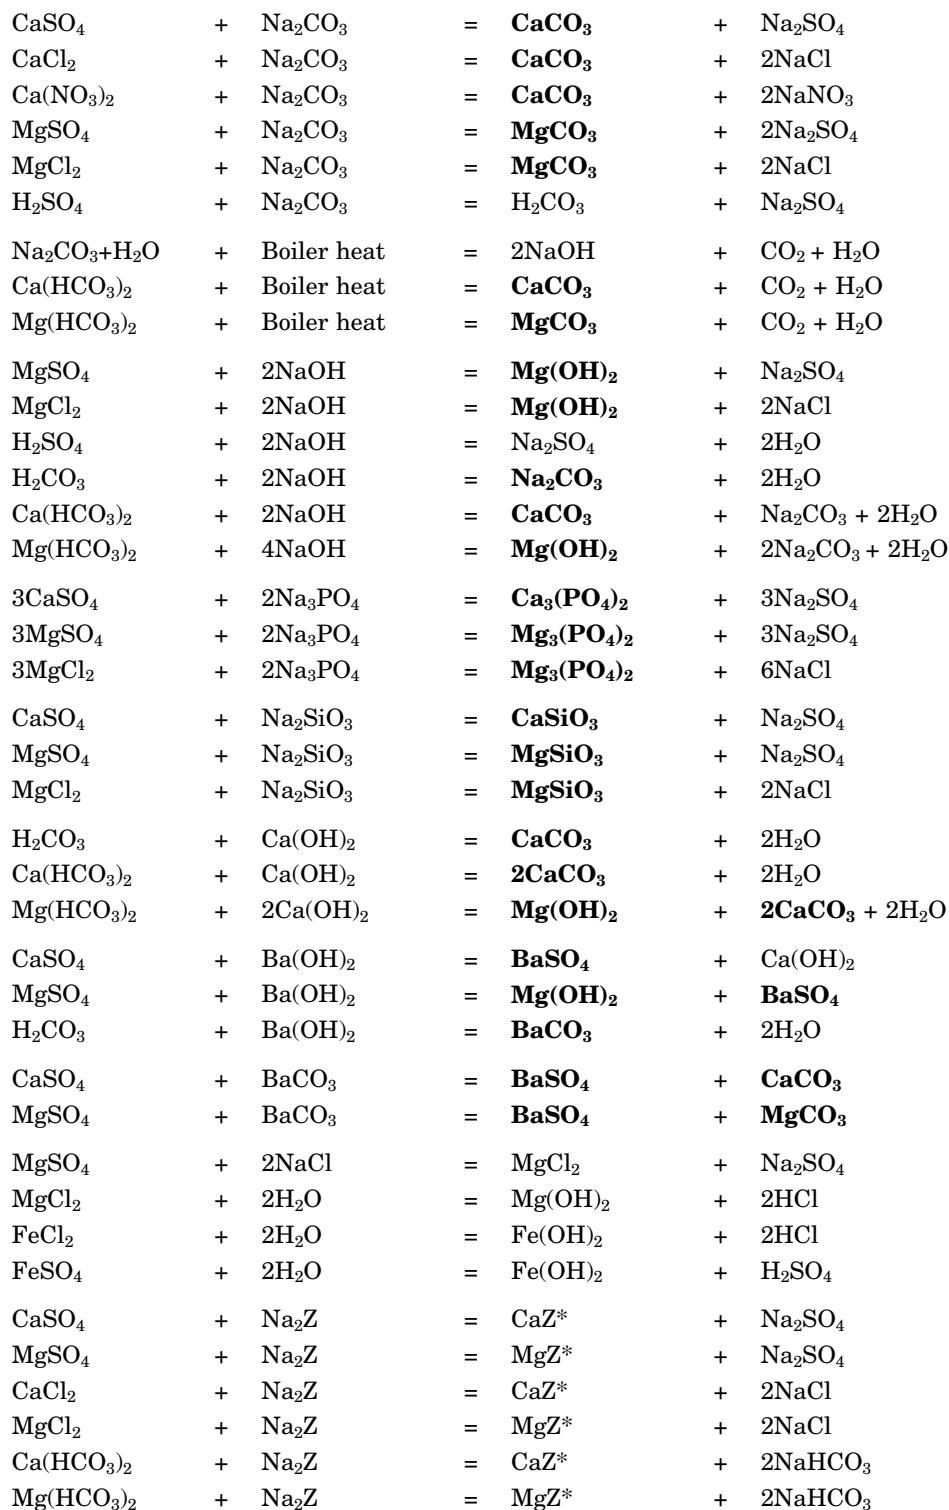 CaSO₄ + Na₂CO₃ = CaCO₃ + Na₂SO₄
CaCl₂ + Na₂CO₃ = CaCO₃ + 2NaCl
Ca(NO₃)₂ + Na₂CO₃ = CaCO₃ + 2NaNO₃
MgSO₄ + Na₂CO₃ = MgCO₃ + 2Na₂SO₄
MgCl₂ + Na₂CO₃ = MgCO₃ + 2NaCl
H₂SO₄ + Na₂CO₃ = H₂CO₃ + Na₂SO₄
Na₂CO₃+H₂O + Boiler heat = 2NaOH + CO₂ + H₂O
Ca(HCO₃)₂ + Boiler heat = CaCO₃ + CO₂ + H₂O
Mg(HCO₃)₂ + Boiler heat = MgCO₃ + CO₂ + H₂O
MgSO₄ + 2NaOH = Mg(OH)₂ + Na₂SO₄
MgCl₂ + 2NaOH = Mg(OH)₂ + 2NaCl
H₂SO₄ + 2NaOH = Na₂SO₄ + 2H₂O
H₂CO₃ + 2NaOH = Na₂CO₃ + 2H₂O
Ca(HCO₃)₂ + 2NaOH = CaCO₃ + Na₂CO₃ + 2H₂O
Mg(HCO₃)₂ + 4NaOH = Mg(OH)₂ + 2Na₂CO₃ + 2H₂O
3CaSO₄ + 2Na₃PO₄ = Ca₃(PO₄)₂ + 3Na₂SO₄
3MgSO₄ + 2Na₃PO₄ = Mg₃(PO₄)₂ + 3Na₂SO₄
3MgCl₂ + 2Na₃PO₄ = Mg₃(PO₄)₂ + 6NaCl
CaSO₄ + Na₂SiO₃ = CaSiO₃ + Na₂SO₄
MgSO₄ + Na₂SiO₃ = MgSiO₃ + Na₂SO₄
MgCl₂ + Na₂SiO₃ = MgSiO₃ + 2NaCl
H₂CO₃ + Ca(OH)₂ = CaCO₃ + 2H₂O
Ca(HCO₃)₂ + Ca(OH)₂ = 2CaCO₃ + 2H₂O
Mg(HCO₃)₂ + 2Ca(OH)₂ = Mg(OH)₂ + 2CaCO₃ + 2H₂O
CaSO₄ + Ba(OH)₂ = BaSO₄ + Ca(OH)₂
MgSO₄ + Ba(OH)₂ = Mg(OH)₂ + BaSO₄
H₂CO₃ + Ba(OH)₂ = BaCO₃ + 2H₂O
CaSO₄ + BaCO₃ = BaSO₄ + CaCO₃
MgSO₄ + BaCO₃ = BaSO₄ + MgCO₃
MgSO₄ + 2NaCl = MgCl₂ + Na₂SO₄
MgCl₂ + 2H₂O = Mg(OH)₂ + 2HCl
FeCl₂ + 2H₂O = Fe(OH)₂ + 2HCl
FeSO₄ + 2H₂O = Fe(OH)₂ + H₂SO₄
CaSO₄ + Na₂Z = CaZ* + Na₂SO₄
MgSO₄ + Na₂Z = MgZ* + Na₂SO₄
CaCl₂ + Na₂Z = CaZ* + 2NaCl
MgCl₂ + Na₂Z = MgZ* + 2NaCl
Ca(HCO₃)₂ + Na₂Z = CaZ* + 2NaHCO₃
Mg(HCO₃)₂ + Na₂Z = MgZ* + 2NaHCO₃